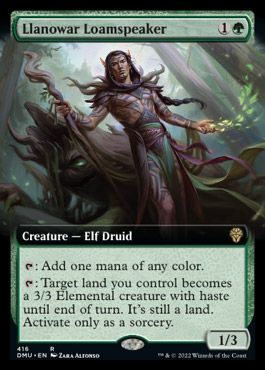 Llanowar Loamspeaker 1
Creature — Elf Druid
: Add one mana of any color.
: Target land you control becomes
a 3/3 Elemental creature with haste
until end of turn. It's still a land.
Activate only as a sorcery.
1/3
416 R
DMU • EN Zara Alfonso ™ & © 2022 Wizards of the Coast